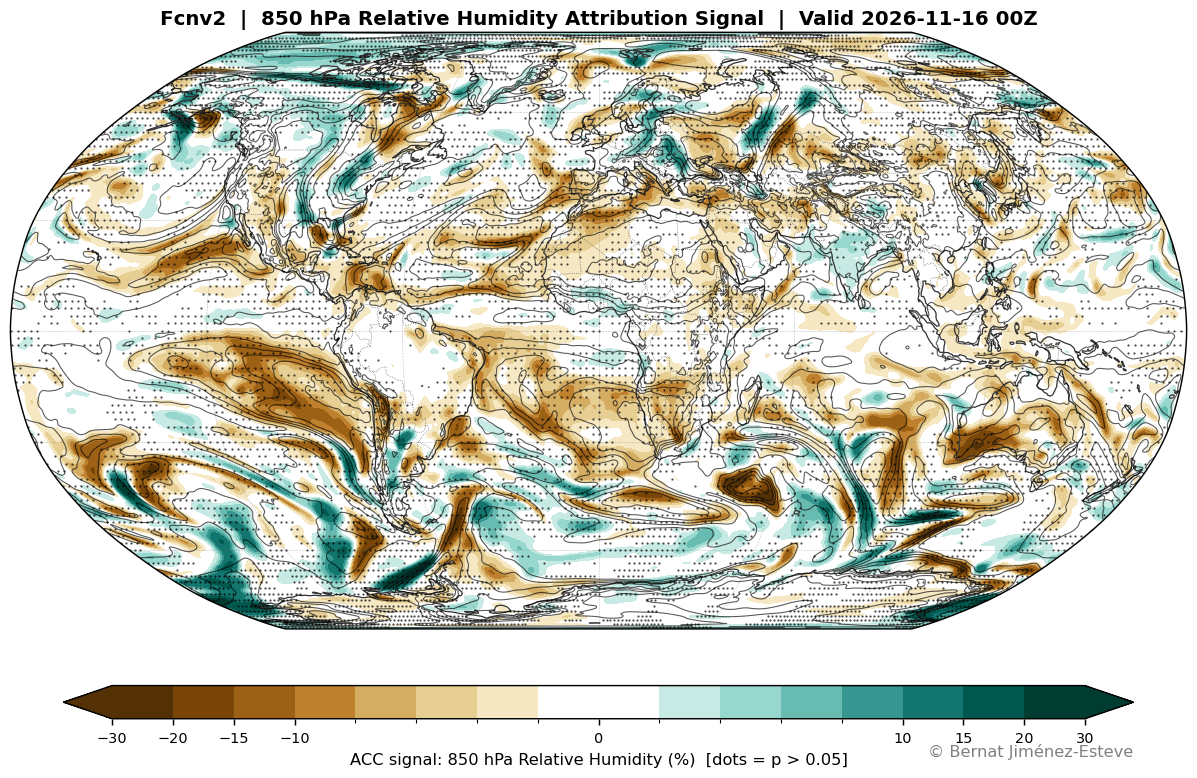 Fcnv2 | 850 hPa Relative Humidity Attribution Signal | Valid 2026-11-16 00Z
−30 −20 −15 −10 0 10 15 20 30
ACC signal: 850 hPa Relative Humidity (%) [dots = p > 0.05]
© Bernat Jiménez-Esteve